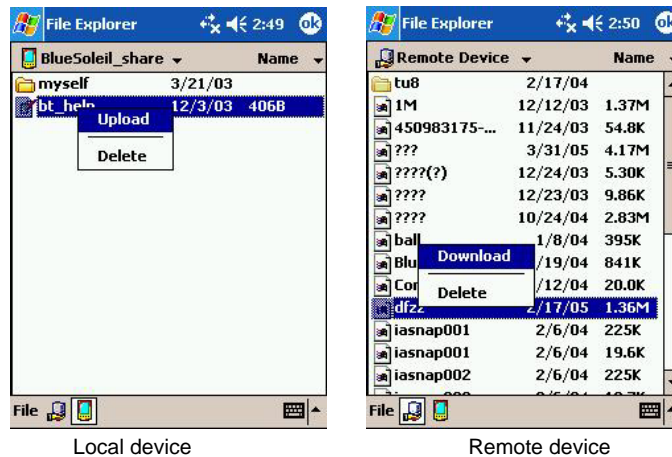 File Explorer 2:49 ok
BlueSoleil_share Name
myself 3/21/03
bt_help 12/3/03 406B
Upload
Delete
File
Local device
File Explorer 2:50 ok
Remote Device Name
tu8 2/17/04
1M 12/12/03 1.37M
450983175-... 11/24/03 54.8K
??? 3/31/05 4.17M
????(?) 12/24/03 5.30K
???? 12/23/03 9.86K
???? 10/24/04 2.83M
ball 1/8/04 395K
Blu /19/04 841K
Download
Cor /12/04 20.0K
Delete
dfzz 2/17/05 1.36M
iasnap001 2/6/04 225K
iasnap001 2/6/04 19.6K
iasnap002 2/6/04 225K
File
Remote device